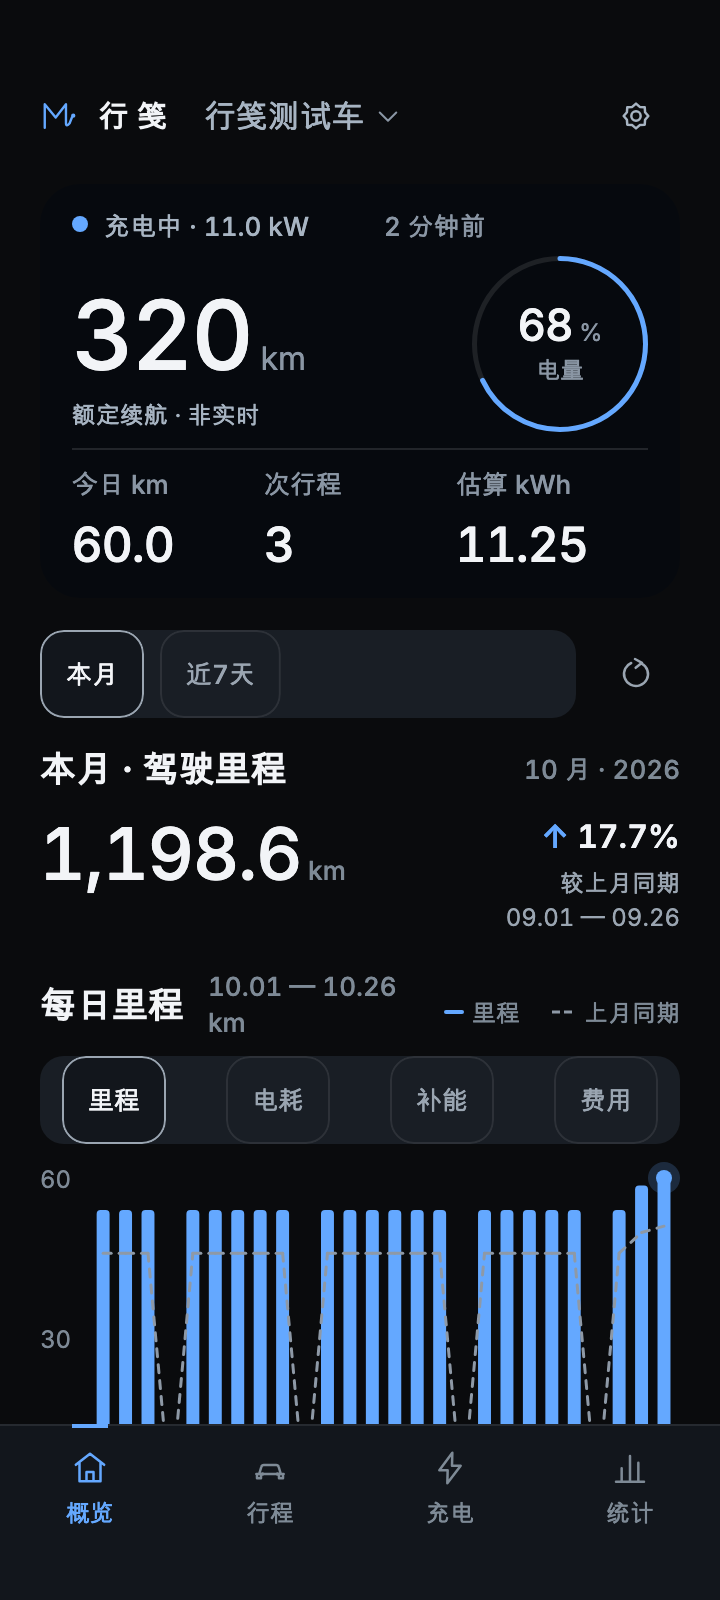 行笺 行笺测试车
充电中 · 11.0 kW 2 分钟前
320 km
68 %
电量
额定续航 · 非实时
今日 km 次行程 估算 kWh
60.0 3 11.25
本月 近7天
本月 · 驾驶里程 10 月 · 2026
1,198.6 km ↑ 17.7%
较上月同期
09.01 — 09.26
每日里程 10.01 — 10.26 km 里程 上月同期
里程 电耗 补能 费用
60
30
概览 行程 充电 统计